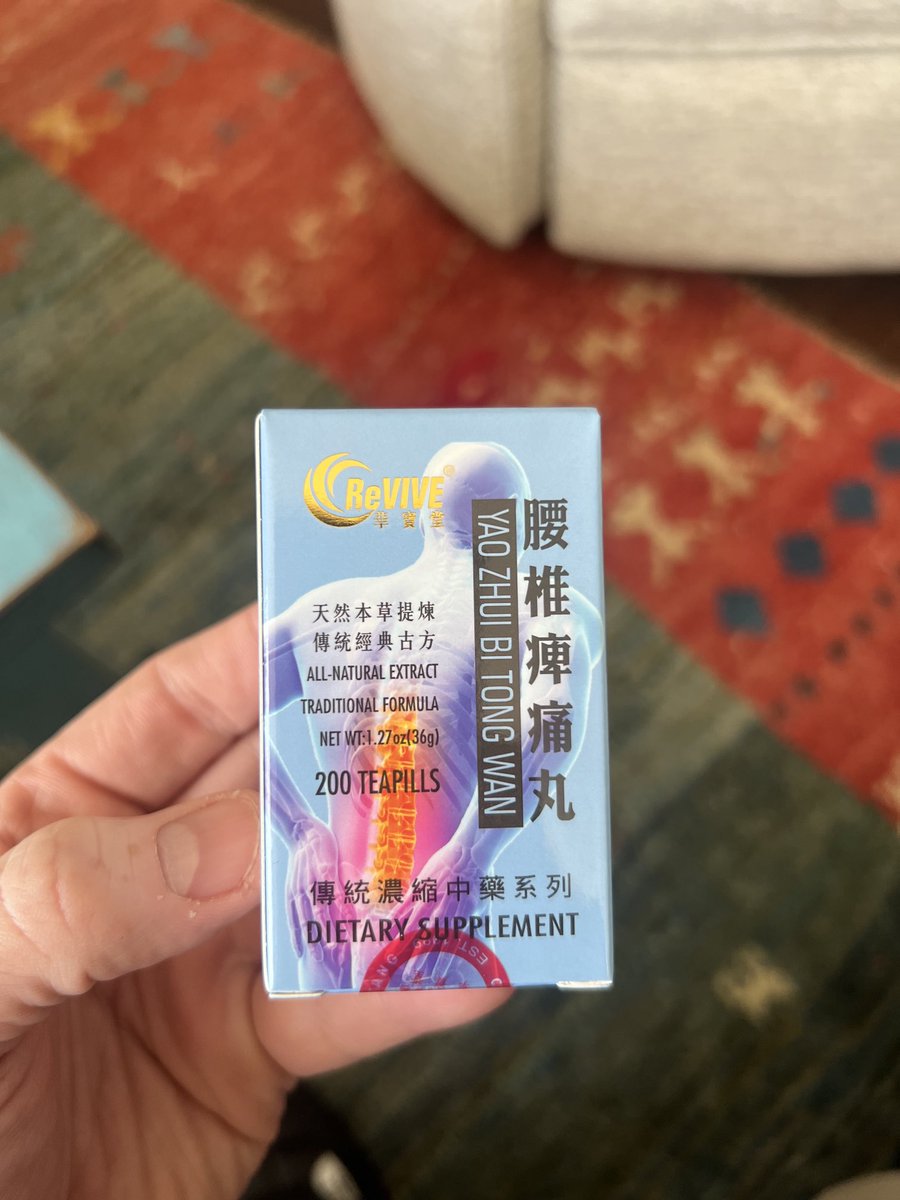 ReVIVE®
華寶堂
天然本草提煉
傳統經典古方
ALL-NATURAL EXTRACT
TRADITIONAL FORMULA
NET WT:1.27oz(36g)
200 TEAPILLS
腰椎痺痛丸
YAO ZHUI BI TONG WAN
傳統濃縮中藥系列
DIETARY SUPPLEMENT